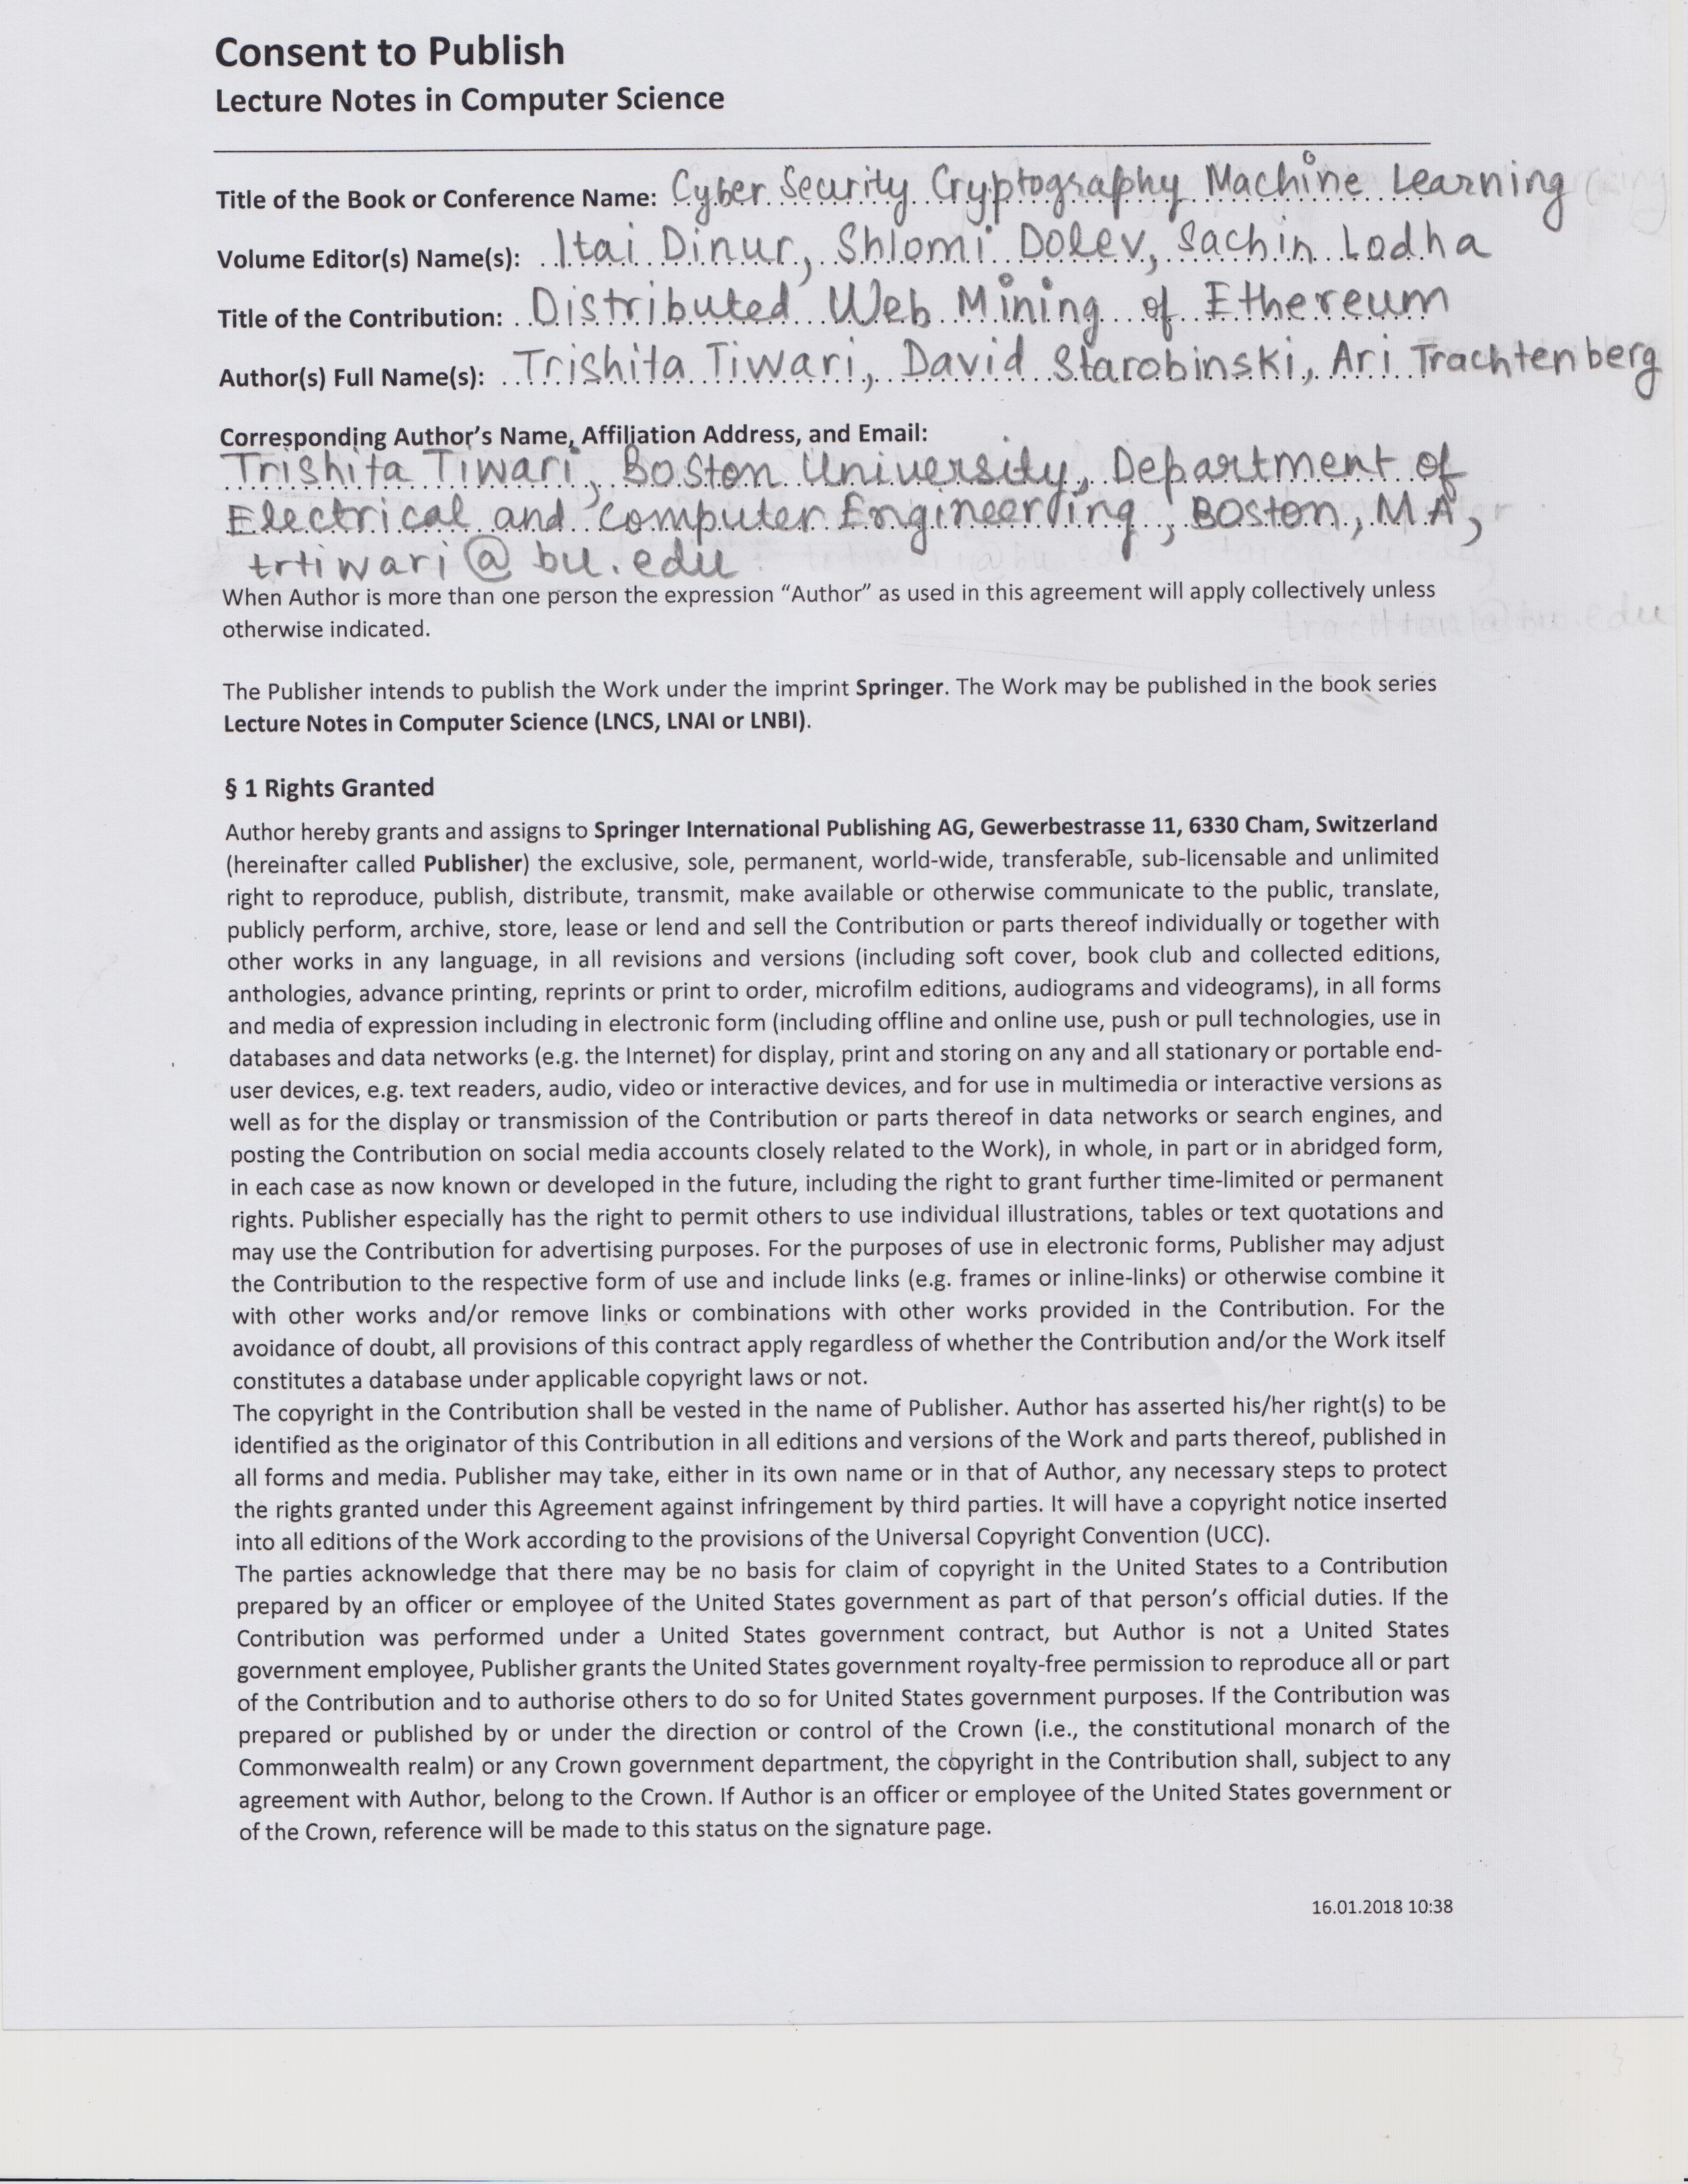 Consent to Publish
Lecture Notes in Computer Science
Title of the Book or Conference Name: Cyber Security Cryptography Machine Learning
Volume Editor(s) Name(s): Itai Dinur, Shlomi Dolev, Sachin Lodha
Title of the Contribution: Distributed Web Mining of Ethereum
Author(s) Full Name(s): Trishita Tiwari, David Starobinski, Ari Trachtenberg
Corresponding Author's Name, Affiliation Address, and Email:
Trishita Tiwari, Boston University, Department of
Electrical and Computer Engineering, Boston, MA,
trtiwari@bu.edu
When Author is more than one person the expression “Author” as used in this agreement will apply collectively unless
otherwise indicated.
The Publisher intends to publish the Work under the imprint Springer. The Work may be published in the book series
Lecture Notes in Computer Science (LNCS, LNAI or LNBI).
§ 1 Rights Granted
Author hereby grants and assigns to Springer International Publishing AG, Gewerbestrasse 11, 6330 Cham, Switzerland
(hereinafter called Publisher) the exclusive, sole, permanent, world-wide, transferable, sub-licensable and unlimited
right to reproduce, publish, distribute, transmit, make available or otherwise communicate to the public, translate,
publicly perform, archive, store, lease or lend and sell the Contribution or parts thereof individually or together with
other works in any language, in all revisions and versions (including soft cover, book club and collected editions,
anthologies, advance printing, reprints or print to order, microfilm editions, audiograms and videograms), in all forms
and media of expression including in electronic form (including offline and online use, push or pull technologies, use in
databases and data networks (e.g. the Internet) for display, print and storing on any and all stationary or portable end-
user devices, e.g. text readers, audio, video or interactive devices, and for use in multimedia or interactive versions as
well as for the display or transmission of the Contribution or parts thereof in data networks or search engines, and
posting the Contribution on social media accounts closely related to the Work), in whole, in part or in abridged form,
in each case as now known or developed in the future, including the right to grant further time-limited or permanent
rights. Publisher especially has the right to permit others to use individual illustrations, tables or text quotations and
may use the Contribution for advertising purposes. For the purposes of use in electronic forms, Publisher may adjust
the Contribution to the respective form of use and include links (e.g. frames or inline-links) or otherwise combine it
with other works and/or remove links or combinations with other works provided in the Contribution. For the
avoidance of doubt, all provisions of this contract apply regardless of whether the Contribution and/or the Work itself
constitutes a database under applicable copyright laws or not.
The copyright in the Contribution shall be vested in the name of Publisher. Author has asserted his/her right(s) to be
identified as the originator of this Contribution in all editions and versions of the Work and parts thereof, published in
all forms and media. Publisher may take, either in its own name or in that of Author, any necessary steps to protect
the rights granted under this Agreement against infringement by third parties. It will have a copyright notice inserted
into all editions of the Work according to the provisions of the Universal Copyright Convention (UCC).
The parties acknowledge that there may be no basis for claim of copyright in the United States to a Contribution
prepared by an officer or employee of the United States government as part of that person's official duties. If the
Contribution was performed under a United States government contract, but Author is not a United States
government employee, Publisher grants the United States government royalty-free permission to reproduce all or part
of the Contribution and to authorise others to do so for United States government purposes. If the Contribution was
prepared or published by or under the direction or control of the Crown (i.e., the constitutional monarch of the
Commonwealth realm) or any Crown government department, the copyright in the Contribution shall, subject to any
agreement with Author, belong to the Crown. If Author is an officer or employee of the United States government or
of the Crown, reference will be made to this status on the signature page.
16.01.2018 10:38